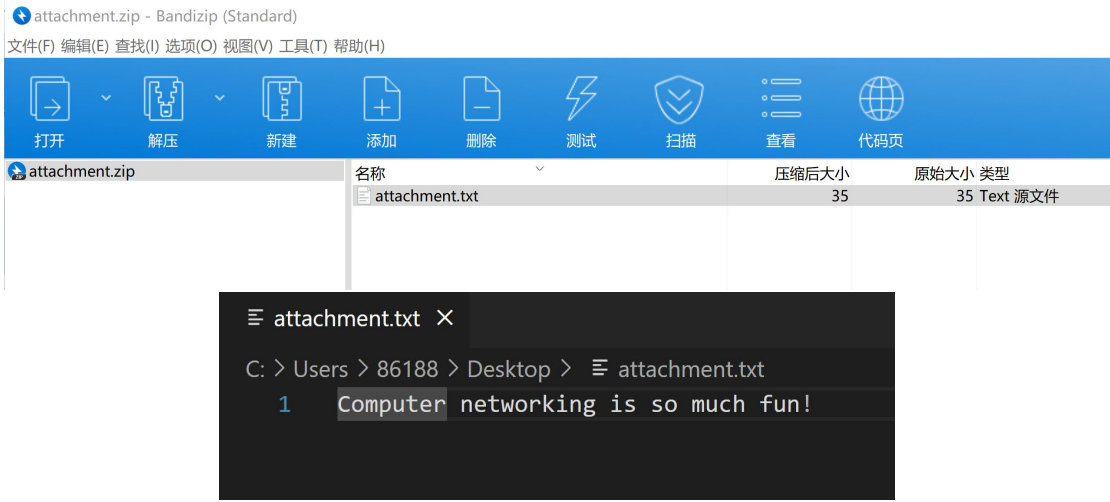 attachment.zip - Bandizip (Standard)
文件(F) 编辑(E) 查找(I) 选项(O) 视图(V) 工具(T) 帮助(H)
打开 解压 新建 添加 删除 测试 扫描 查看 代码页
attachment.zip
名称 压缩后大小 原始大小 类型
attachment.txt 35 35 Text 源文件
attachment.txt ×
C: > Users > 86188 > Desktop > attachment.txt
1 Computer networking is so much fun!